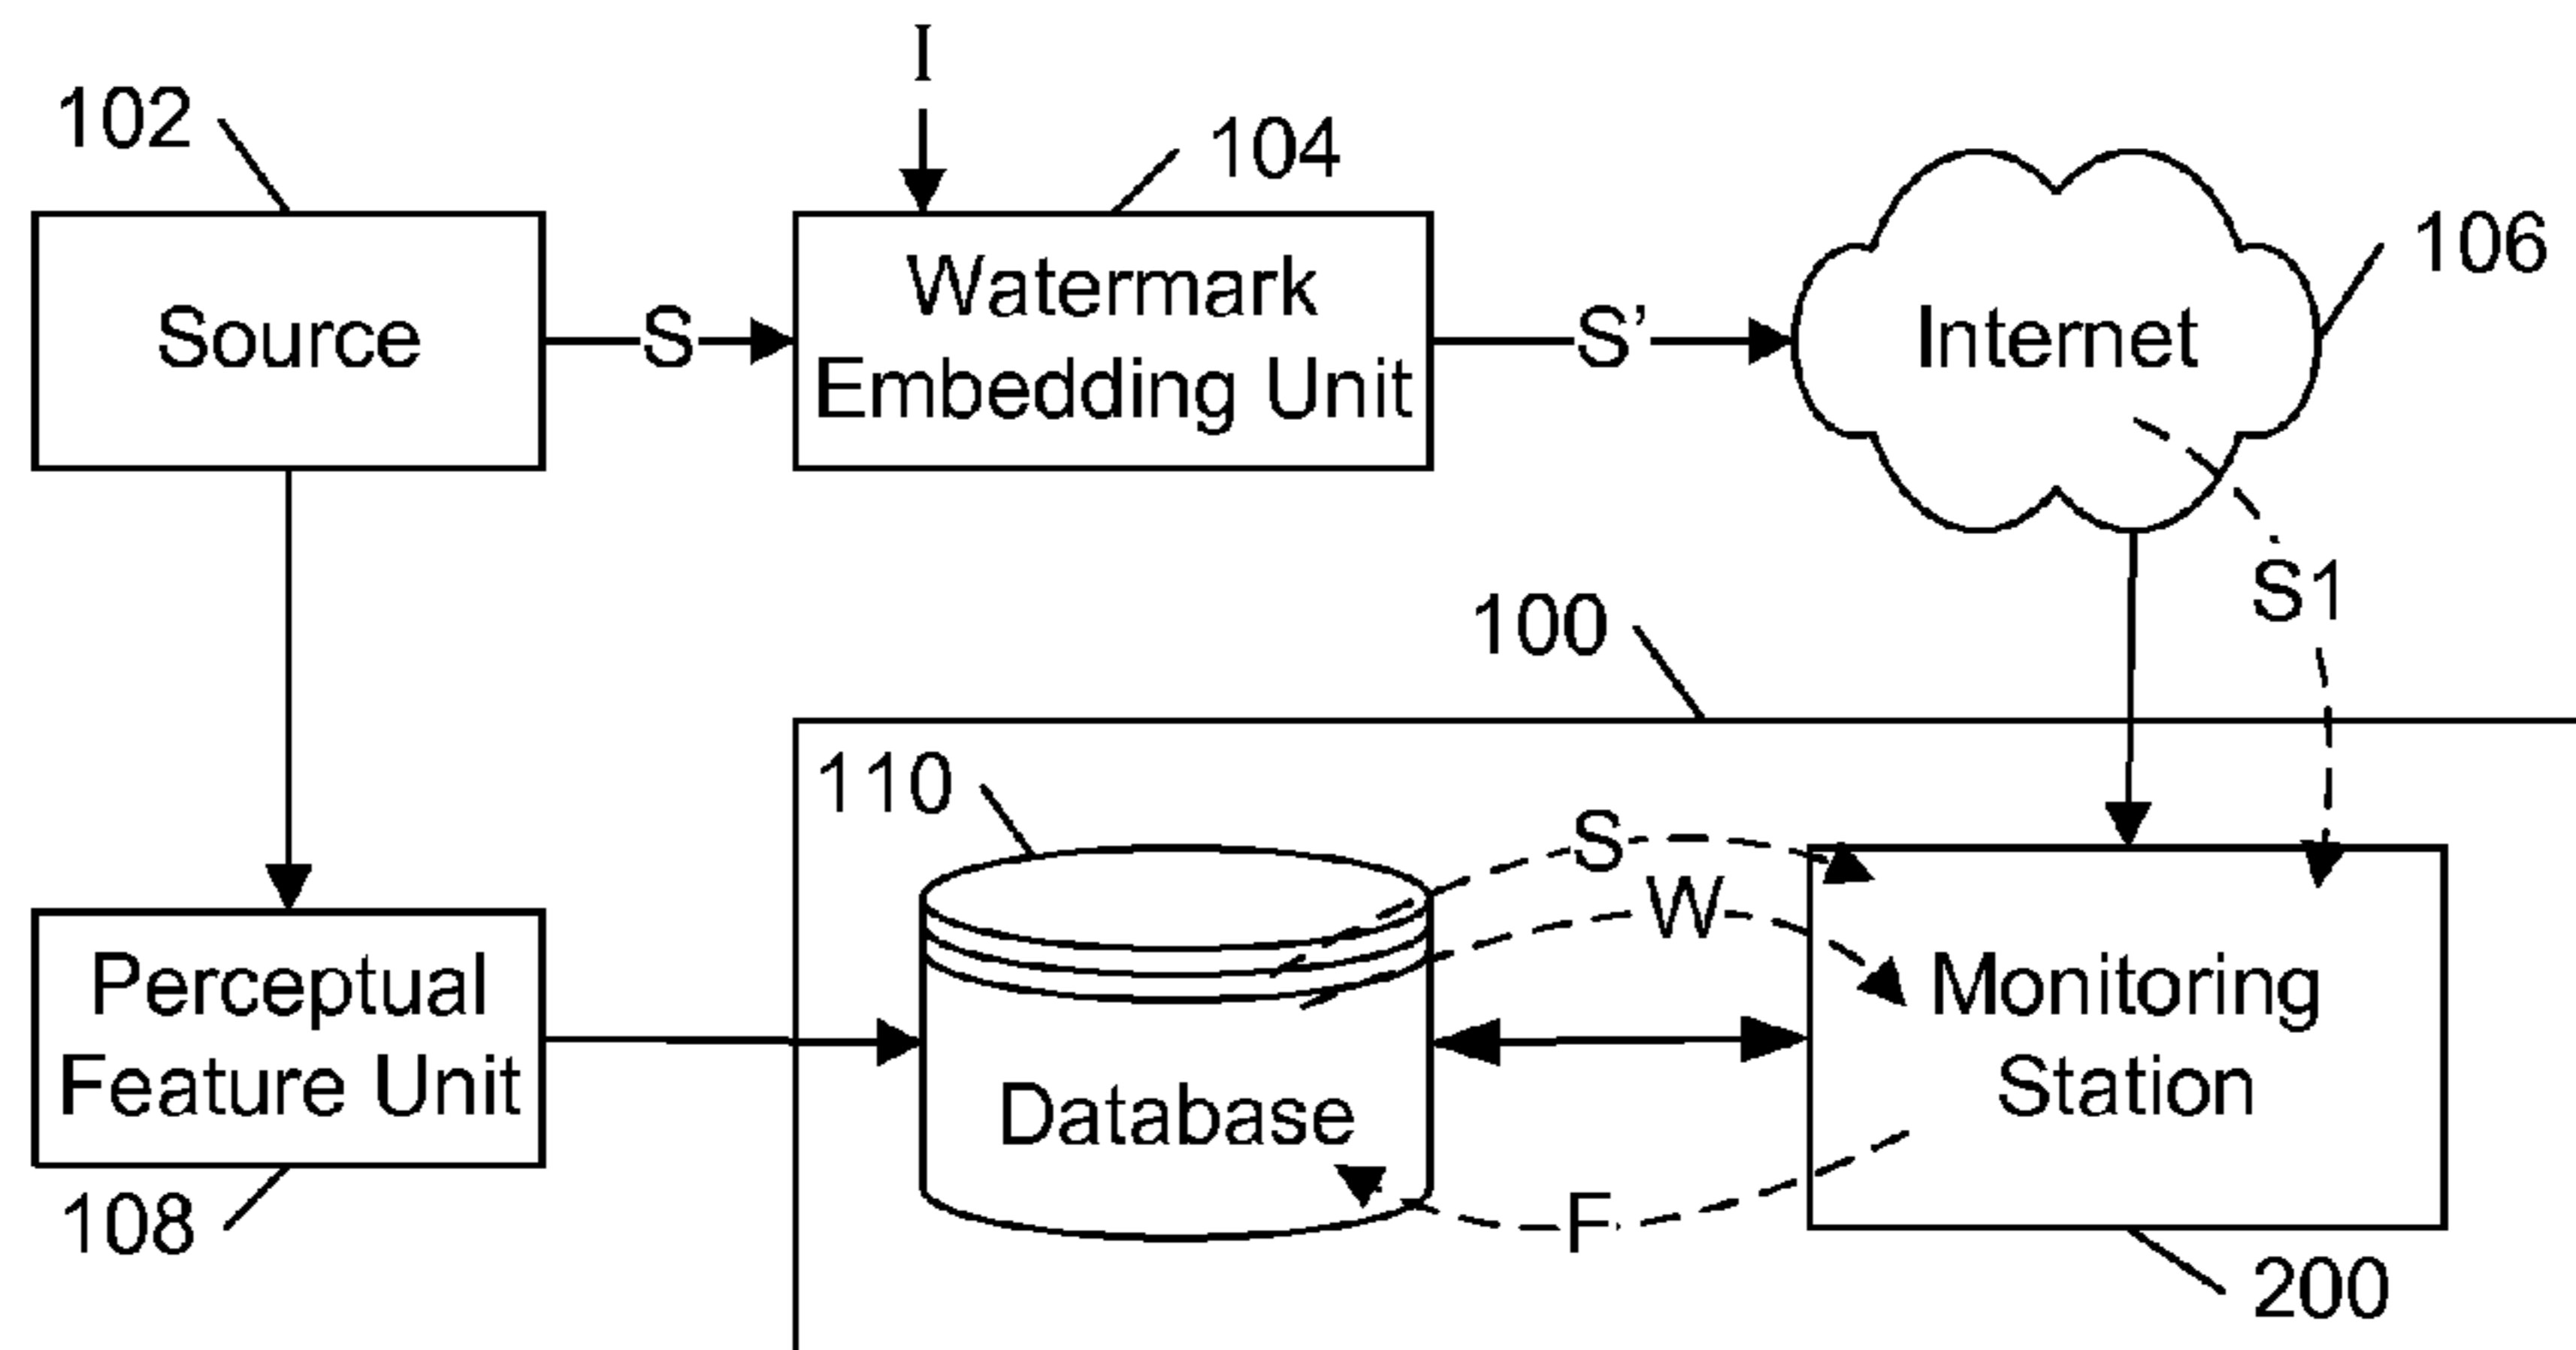 I
102
104
106
Source
S
Watermark
Embedding Unit
S’
Internet
S1
100
110
S
W
Perceptual
Feature Unit
Database
Monitoring
Station
F
108
200